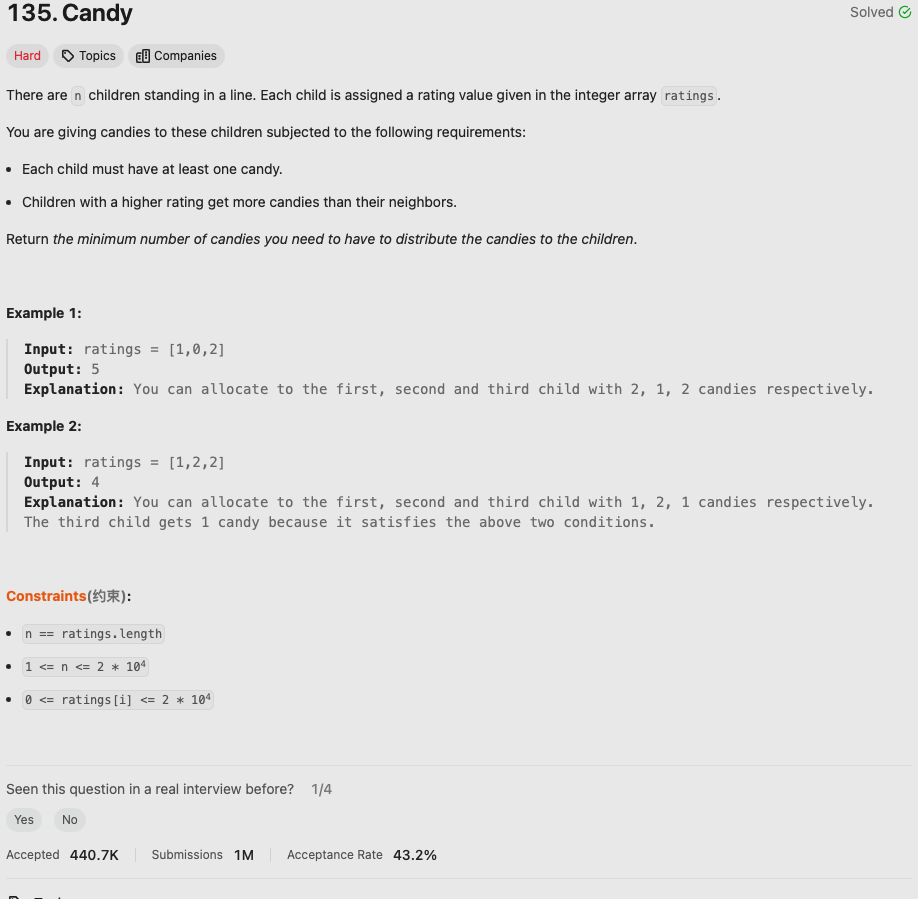 135. Candy
Solved
Hard Topics Companies
There are n children standing in a line. Each child is assigned a rating value given in the integer array ratings.
You are giving candies to these children subjected to the following requirements:
• Each child must have at least one candy.
• Children with a higher rating get more candies than their neighbors.
Return the minimum number of candies you need to have to distribute the candies to the children.
Example 1:
Input: ratings = [1,0,2]
Output: 5
Explanation: You can allocate to the first, second and third child with 2, 1, 2 candies respectively.
Example 2:
Input: ratings = [1,2,2]
Output: 4
Explanation: You can allocate to the first, second and third child with 1, 2, 1 candies respectively.
The third child gets 1 candy because it satisfies the above two conditions.
Constraints(约束):
• n == ratings.length
• 1 <= n <= 2 * 10⁴
• 0 <= ratings[i] <= 2 * 10⁴
Seen this question in a real interview before? 1/4
Yes No
Accepted 440.7K Submissions 1M Acceptance Rate 43.2%